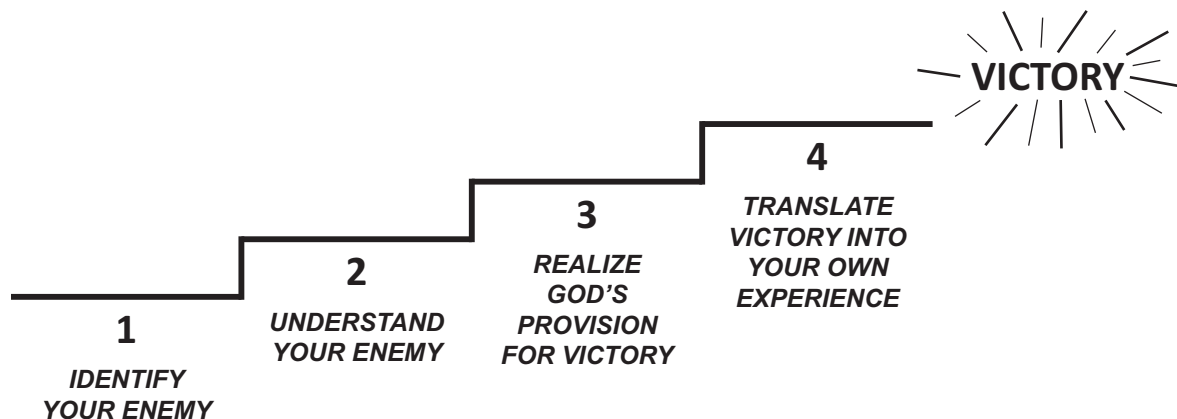 1
IDENTIFY
YOUR ENEMY
2
UNDERSTAND
YOUR ENEMY
3
REALIZE
GOD’S
PROVISION
FOR VICTORY
4
TRANSLATE
VICTORY INTO
YOUR OWN
EXPERIENCE
VICTORY